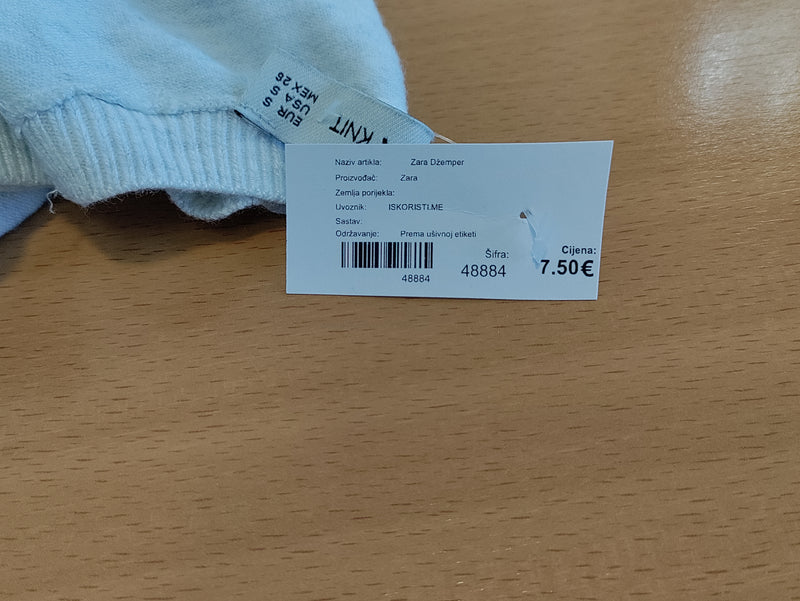 EUR S
USA S
MEX 26
KNIT
Naziv artikla: Zara Džemper
Proizvođač: Zara
Zemlja porijekla:
Uvoznik: ISKORISTI.ME
Sastav:
Održavanje: Prema ušivnoj etiketi
48884
Šifra:
48884
Cijena:
7.50€